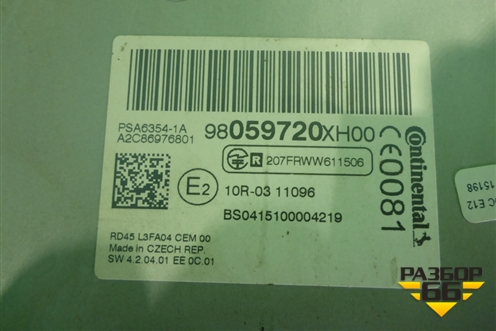 PSA6354-1A
A2C86976801
98059720XH00
R 207FRWW611506
E2 10R-03 11096
BS0415100004219
RD45 L3FA04 CEM 00
Made in CZECH REP.
SW 4.2.04.01 EE 0C.01
CE0081
Continental
C E12
15198
РАЗБОР
66